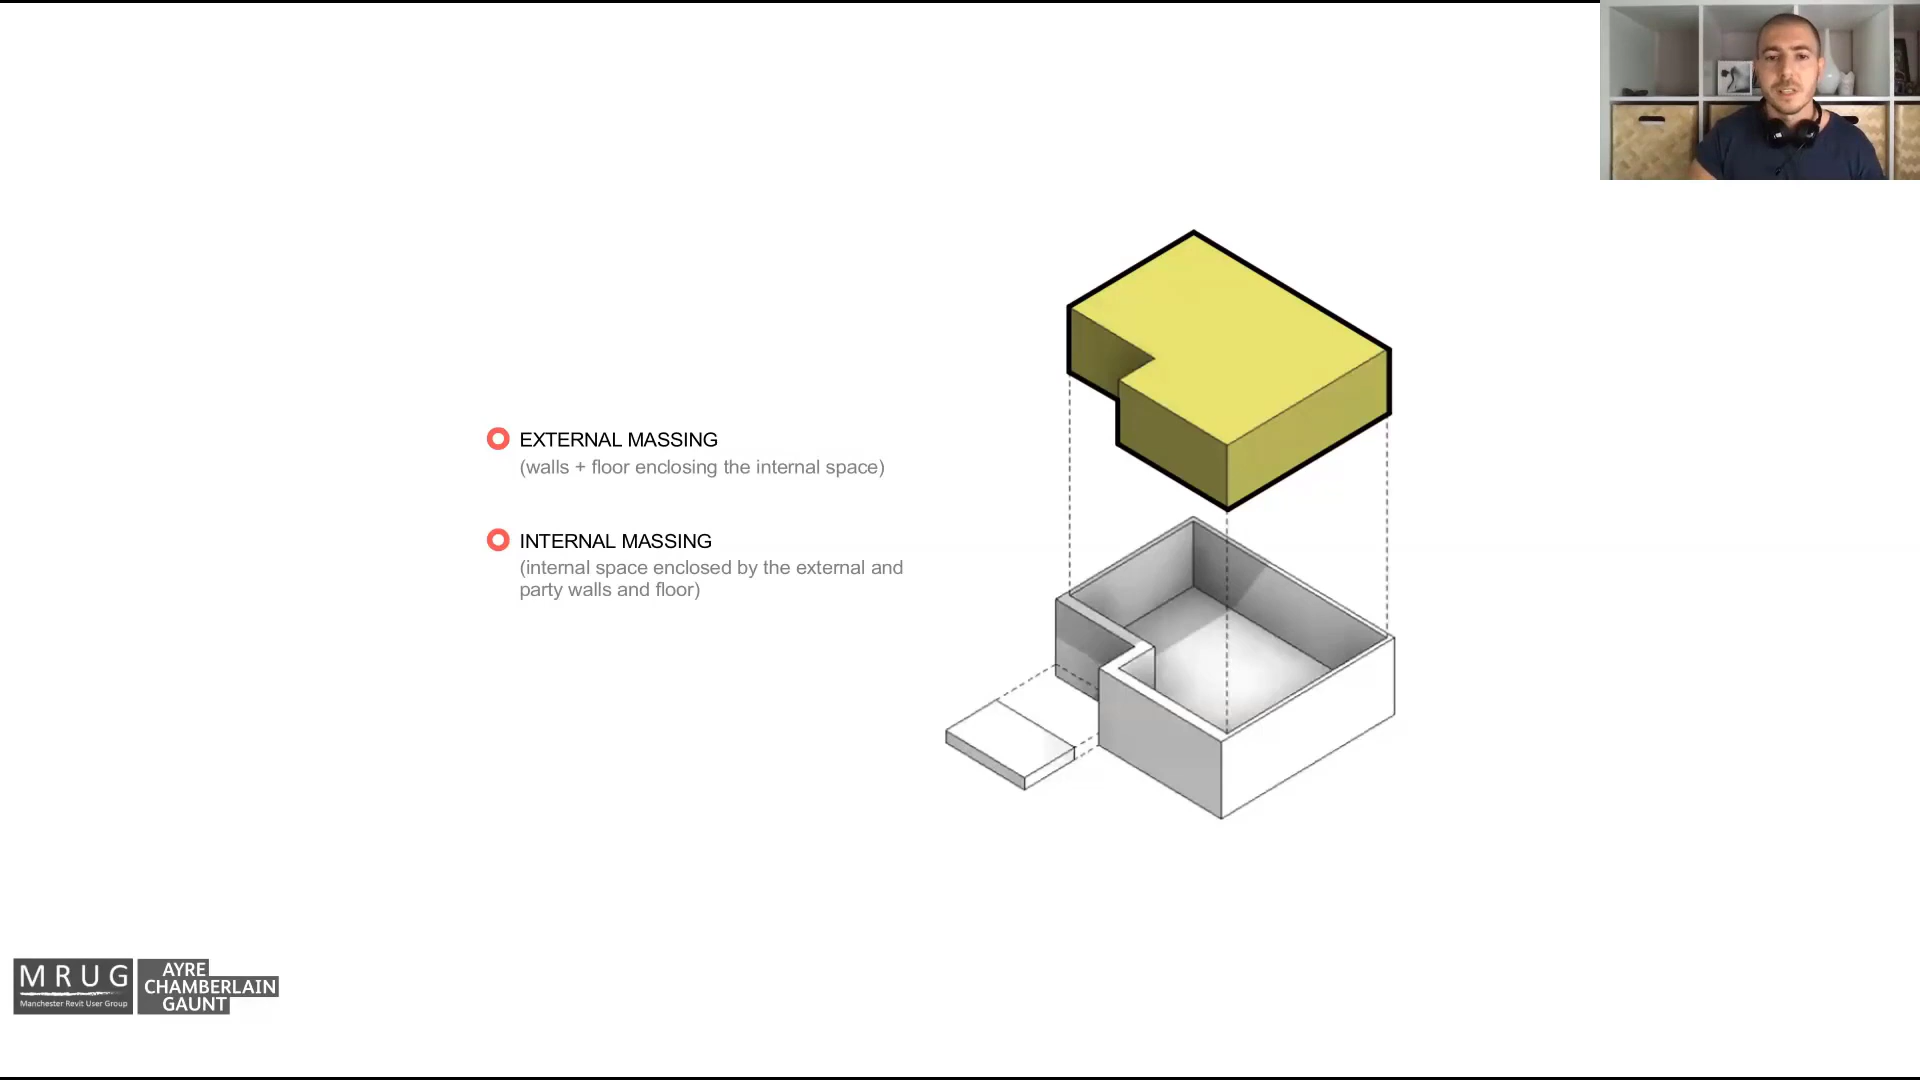 EXTERNAL MASSING
(walls + floor enclosing the internal space)
INTERNAL MASSING
(internal space enclosed by the external and
party walls and floor)
MRUG
Manchester Revit User Group
AYRE
CHAMBERLAIN
GAUNT